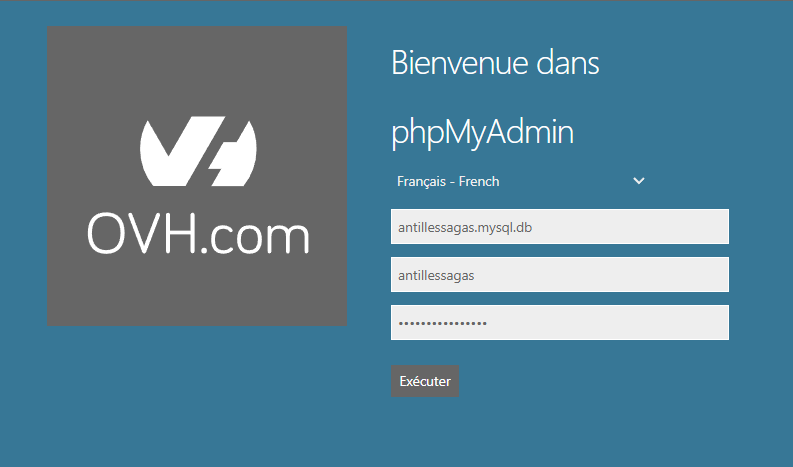 OVH.com
Bienvenue dans
phpMyAdmin
Français - French
antillessagas.mysql.db
antillessagas
••••••••••••••••
Exécuter